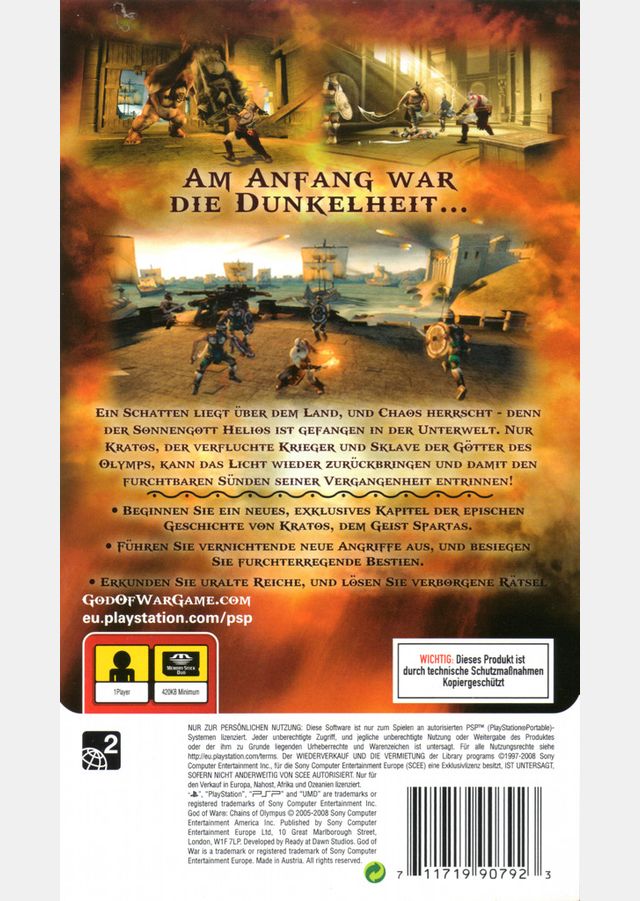 Am Anfang war
die Dunkelheit...
Ein Schatten liegt über dem Land, und Chaos herrscht - denn
der Sonnengott Helios ist gefangen in der Unterwelt. Nur
Kratos, der verfluchte Krieger und Sklave der Götter des
Olymps, kann das Licht wieder zurückbringen und damit den
furchtbaren Sünden seiner Vergangenheit entrinnen!
• Beginnen Sie ein neues, exklusives Kapitel der epischen
Geschichte von Kratos, dem Geist Spartas.
• Führen Sie vernichtende neue Angriffe aus, und besiegen
Sie furchterregende Bestien.
• Erkunden Sie uralte Reiche, und lösen Sie verborgene Rätsel
GodOfWarGame.com
eu.playstation.com/psp
1Player
Memory Stick
Duo
420KB Minimum
WICHTIG: Dieses Produkt ist
durch technische Schutzmaßnahmen
Kopiergeschützt
2
NUR ZUR PERSÖNLICHEN NUTZUNG: Diese Software ist nur zum Spielen an autorisierten PSP™ (PlayStation®Portable)-
Systemen lizenziert. Jeder unberechtigte Zugriff, und jegliche unberechtigte Nutzung oder Weitergabe des Produktes
oder der ihm zu Grunde liegenden Urheberrechte und Warenzeichen ist untersagt. Für alle Nutzungsrechte siehe
http://eu.playstation.com/terms. Der WIEDERVERKAUF UND DIE VERMIETUNG der Library programs ©1997-2008 Sony
Computer Entertainment Inc., für die Sony Computer Entertainment Europe (SCEE) eine Exklusivlizenz besitzt, IST UNTERSAGT,
SOFERN NICHT ANDERWEITIG VON SCEE AUTORISIERT. Nur für
den Verkauf in Europa, Nahost, Afrika und Ozeanien lizenziert.
", "PlayStation", "PSP" and "UMD" are trademarks or
registered trademarks of Sony Computer Entertainment Inc.
God of Ware: Chains of Olympus © 2005-2008 Sony Computer
Entertainment America Inc. Published by Sony Computer
Entertainment Europe Ltd, 10 Great Marlborough Street,
London, W1F 7LP. Developed by Ready at Dawn Studios. God of
War is a trademark or registered trademark of Sony Computer
Entertainment Europe. Made in Austria. All rights reserved.
7 11719 90792 3